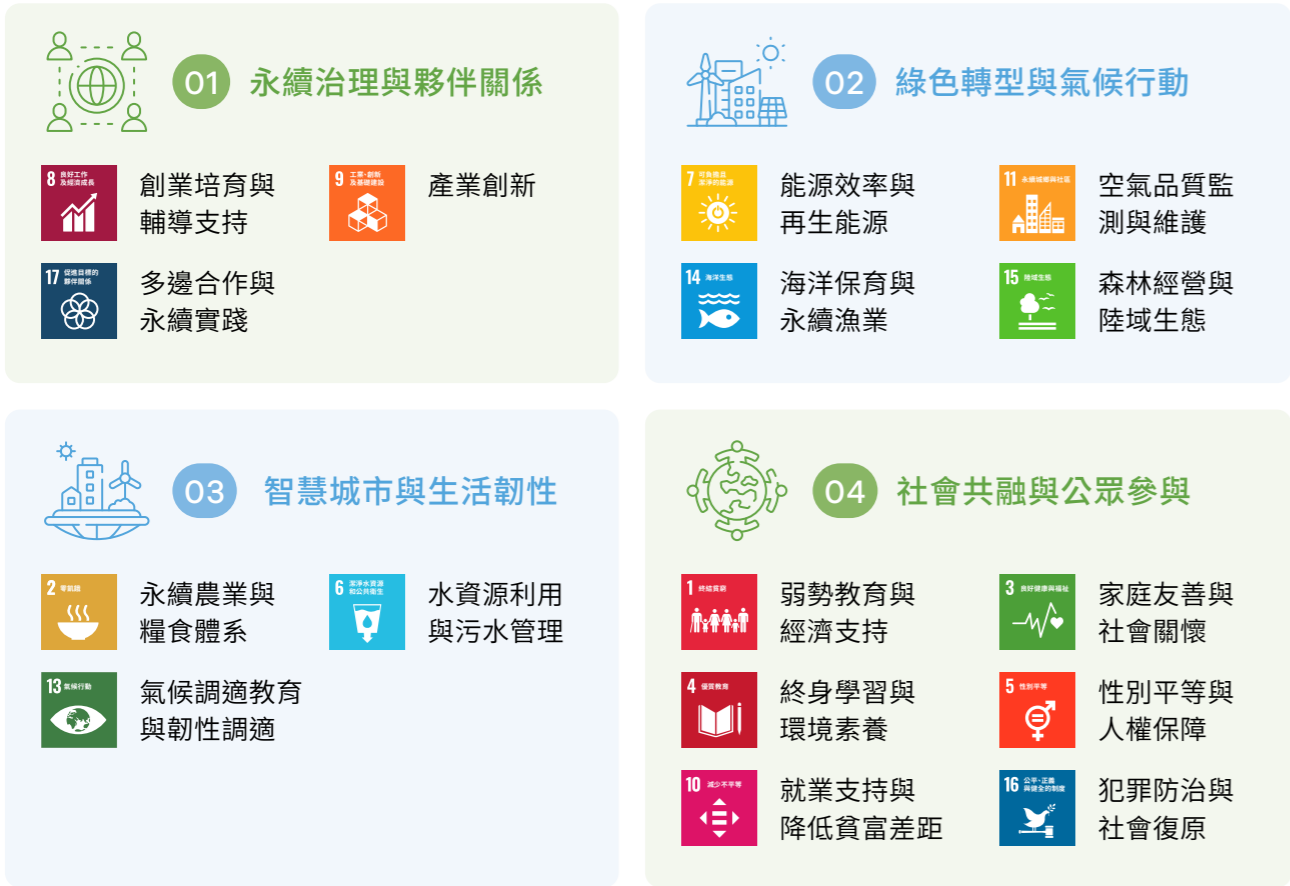 01 永續治理與夥伴關係
8 良好工作
及經濟成長
創業培育與
輔導支持
9 工業、創新
及基礎建設
產業創新
17 促進目標的
夥伴關係
多邊合作與
永續實踐
02 綠色轉型與氣候行動
7 可負擔且
潔淨的能源
能源效率與
再生能源
11 永續城鄉與社區
空氣品質監
測與維護
14 海洋生態
海洋保育與
永續漁業
15 陸域生態
森林經營與
陸域生態
03 智慧城市與生活韌性
2 零飢餓
永續農業與
糧食體系
6 潔淨水資源
和公共衛生
水資源利用
與污水管理
13 氣候行動
氣候調適教育
與韌性調適
04 社會共融與公眾參與
1 終結貧窮
弱勢教育與
經濟支持
3 良好健康與福祉
家庭友善與
社會關懷
4 優質教育
終身學習與
環境素養
5 性別平等
性別平等與
人權保障
10 減少不平等
就業支持與
降低貧富差距
16 公平、正義
與健全的制度
犯罪防治與
社會復原